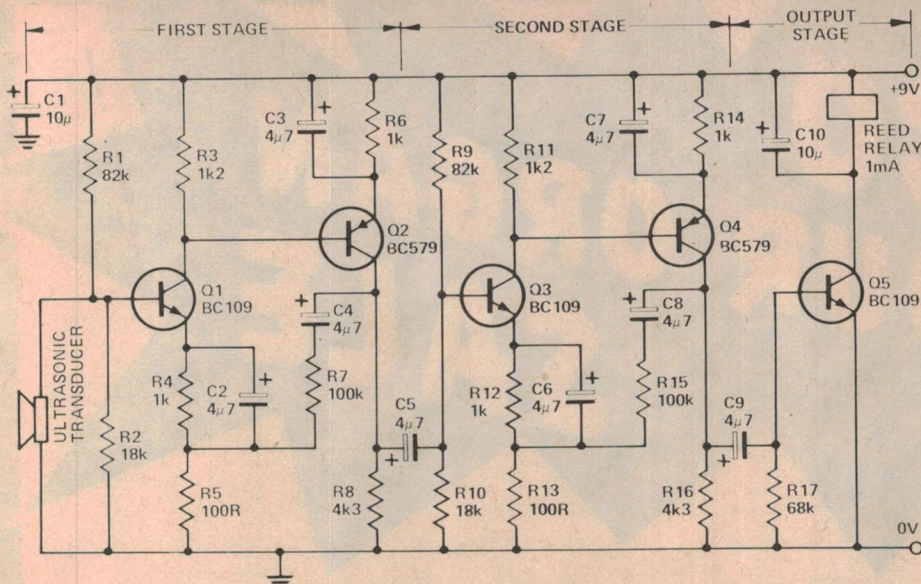 FIRST STAGE
SECOND STAGE
OUTPUT
STAGE
+9V
+
C1
10μ
R1
82k
R3
1k2
C3
4μ7
+
R6
1k
R9
82k
R11
1k2
C7
4μ7
+
R14
1k
+
C10
10μ
REED
RELAY
1mA
Q1
BC109
Q2
BC579
Q3
BC109
Q4
BC579
Q5
BC109
ULTRASONIC
TRANSDUCER
R2
18k
R4
1k
C2
4μ7
+
+
C4
4μ7
R7
100k
R5
100R
C5
4μ7
+
R8
4k3
R10
18k
R12
1k
C6
4μ7
+
+
C8
4μ7
R15
100k
R13
100R
C9
4μ7
+
R16
4k3
R17
68k
0V